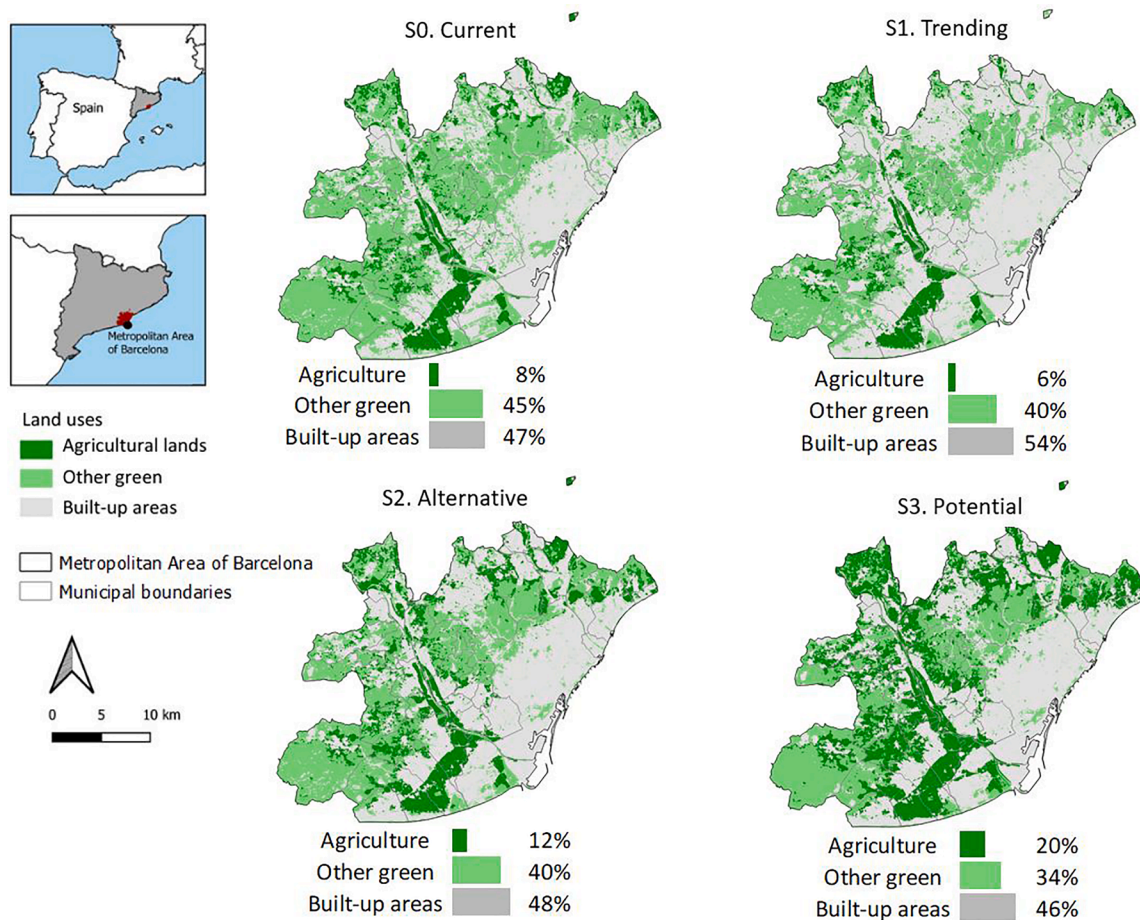 Spain
Metropolitan Area
of Barcelona
Land uses
Agricultural lands
Other green
Built-up areas
Metropolitan Area of Barcelona
Municipal boundaries
0 5 10 km
S0. Current
Agriculture 8%
Other green 45%
Built-up areas 47%
S1. Trending
Agriculture 6%
Other green 40%
Built-up areas 54%
S2. Alternative
Agriculture 12%
Other green 40%
Built-up areas 48%
S3. Potential
Agriculture 20%
Other green 34%
Built-up areas 46%